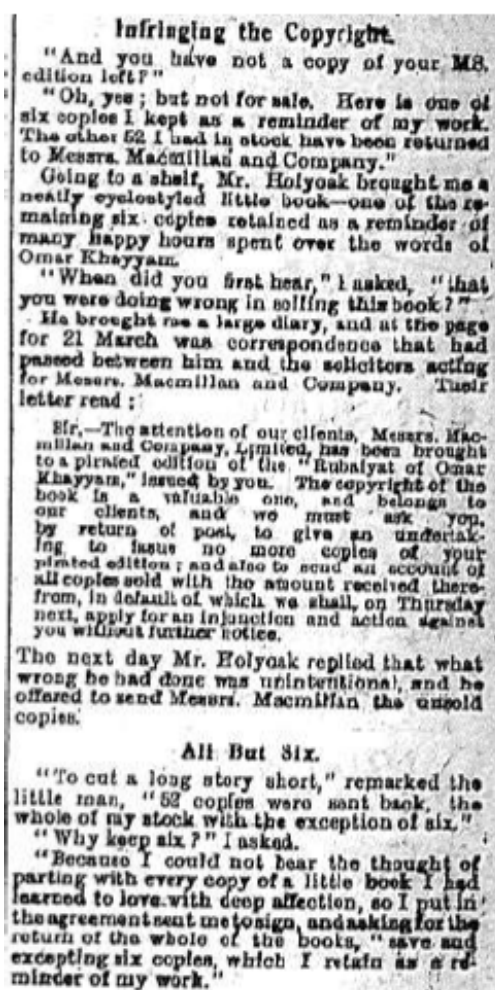 Infringing the Copyright.
"And you have not a copy of your MS.
edition left?"
"Oh, yes; but not for sale. Here is one of
six copies I kept as a reminder of my work.
The other 52 I had in stock have been returned
to Messrs. Macmillan and Company."
Going to a shelf, Mr. Holyoak brought me a
neatly cyclostyled little book—one of the re-
maining six copies retained as a reminder of
many happy hours spent over the words of
Omar Khayyam.
"When did you first hear," I asked, "that
you were doing wrong in selling this book?"
He brought me a large diary, and at the page
for 21 March was correspondence that had
passed between him and the solicitors acting
for Messrs. Macmillan and Company. Their
letter read:
Sir,—The attention of our clients, Messrs. Mac-
millan and Company, Limited, has been brought
to a pirated edition of the "Rubaiyat of Omar
Khayyam," issued by you. The copyright of the
book is a valuable one, and belongs to
our clients, and we must ask you,
by return of post, to give an undertak-
ing to issue no more copies of your
pirated edition; and also to send an account of
all copies sold with the amount received there-
from, in default of which we shall, on Thursday
next, apply for an injunction and action against
you without further notice.
The next day Mr. Holyoak replied that what
wrong he had done was unintentional, and he
offered to send Messrs. Macmillan the unsold
copies.
All But Six.
"To cut a long story short," remarked the
little man, "52 copies were sent back, the
whole of my stock with the exception of six."
"Why keep six?" I asked.
"Because I could not bear the thought of
parting with every copy of a little book I had
learned to love with deep affection, so I put in
the agreement sent me to sign, and asking for the
return of the whole of the books, "save and
excepting six copies, which I retain as a re-
minder of my work."